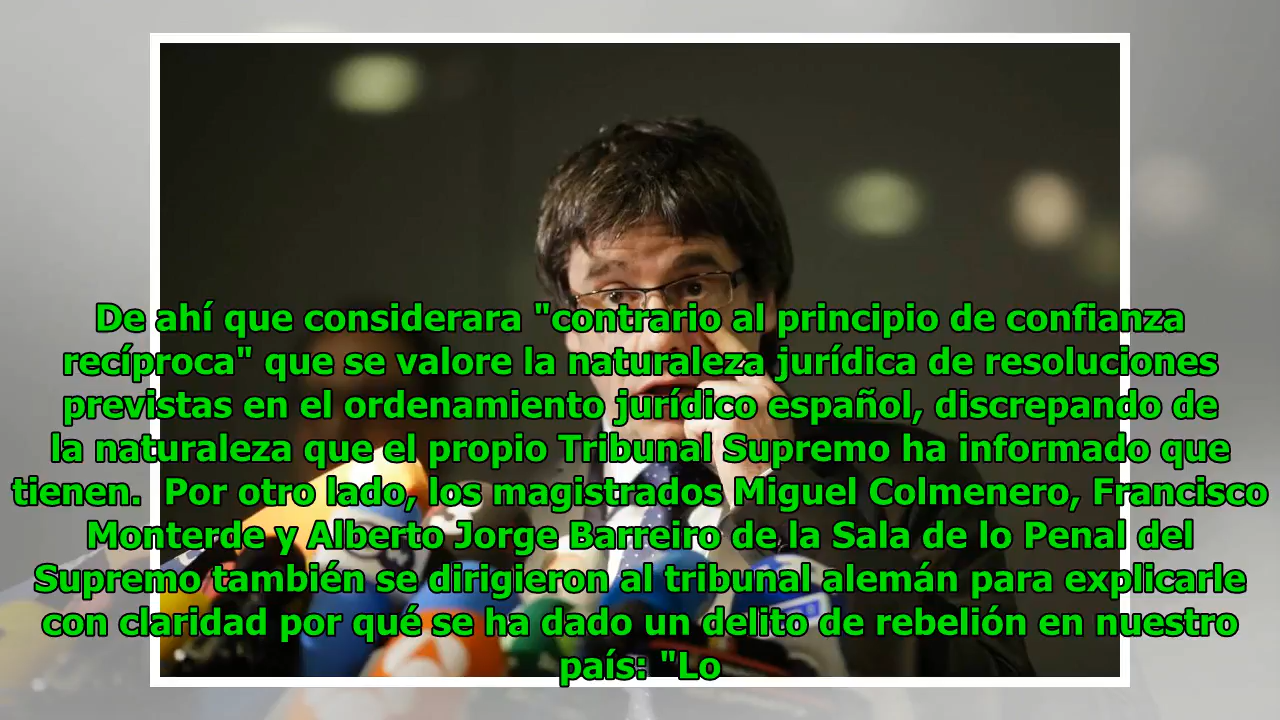 De ahí que considerara "contrario al principio de confianza
recíproca" que se valore la naturaleza jurídica de resoluciones
previstas en el ordenamiento jurídico español, discrepando de
la naturaleza que el propio Tribunal Supremo ha informado que
tienen.  Por otro lado, los magistrados Miguel Colmenero, Francisco
Monterde y Alberto Jorge Barreiro de la Sala de lo Penal del
Supremo también se dirigieron al tribunal alemán para explicarle
con claridad por qué se ha dado un delito de rebelión en nuestro
país: "Lo